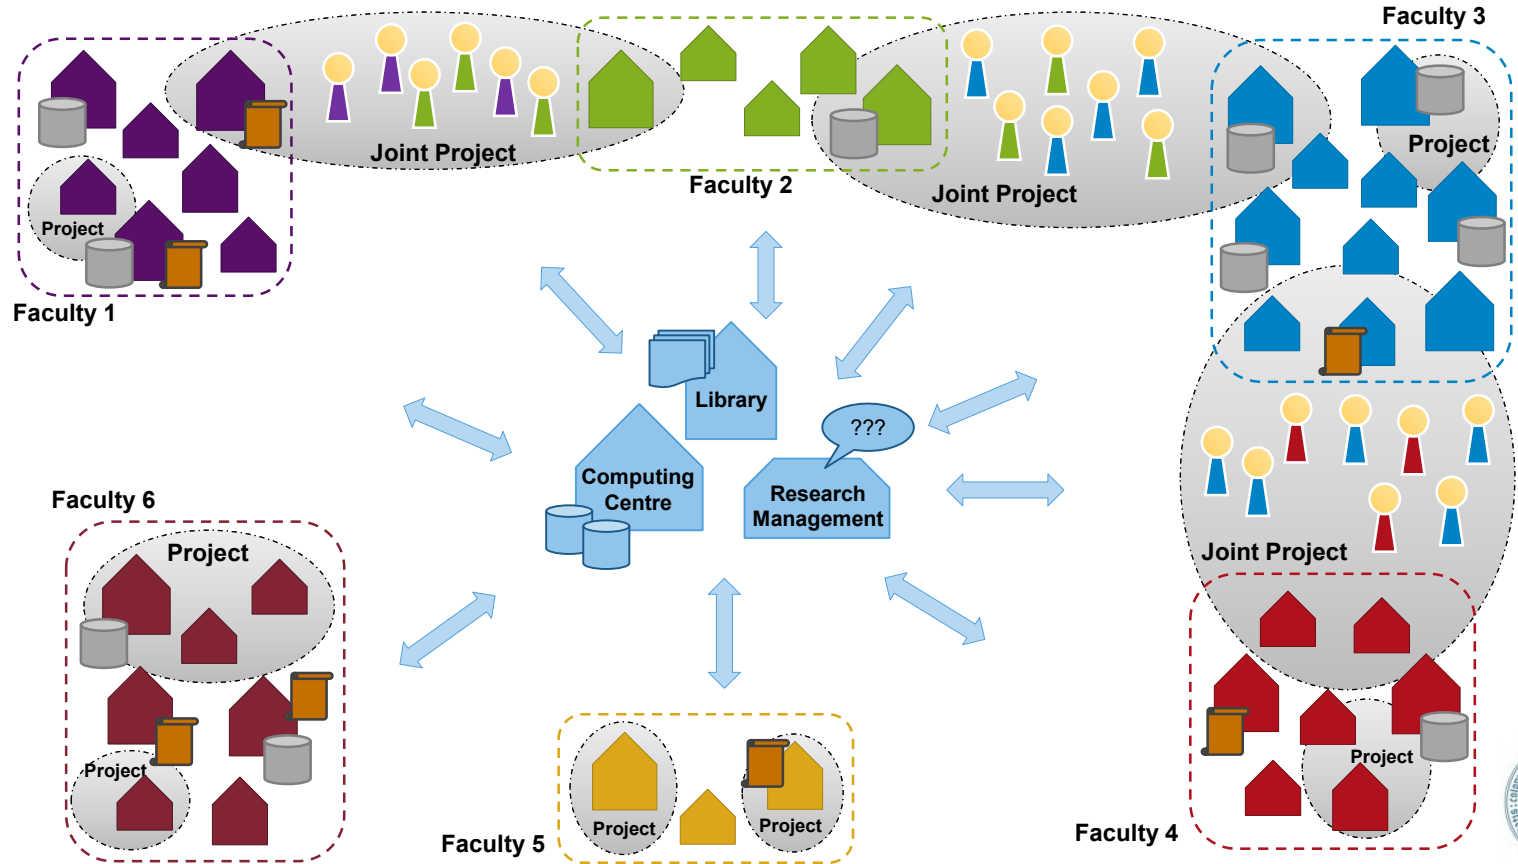 Faculty 3
Joint Project
Faculty 2
Joint Project
Project
Project
Faculty 1
Library
???
Computing
Centre
Research
Management
Faculty 6
Project
Joint Project
Project
Project
Project
Project
Faculty 5
Faculty 4